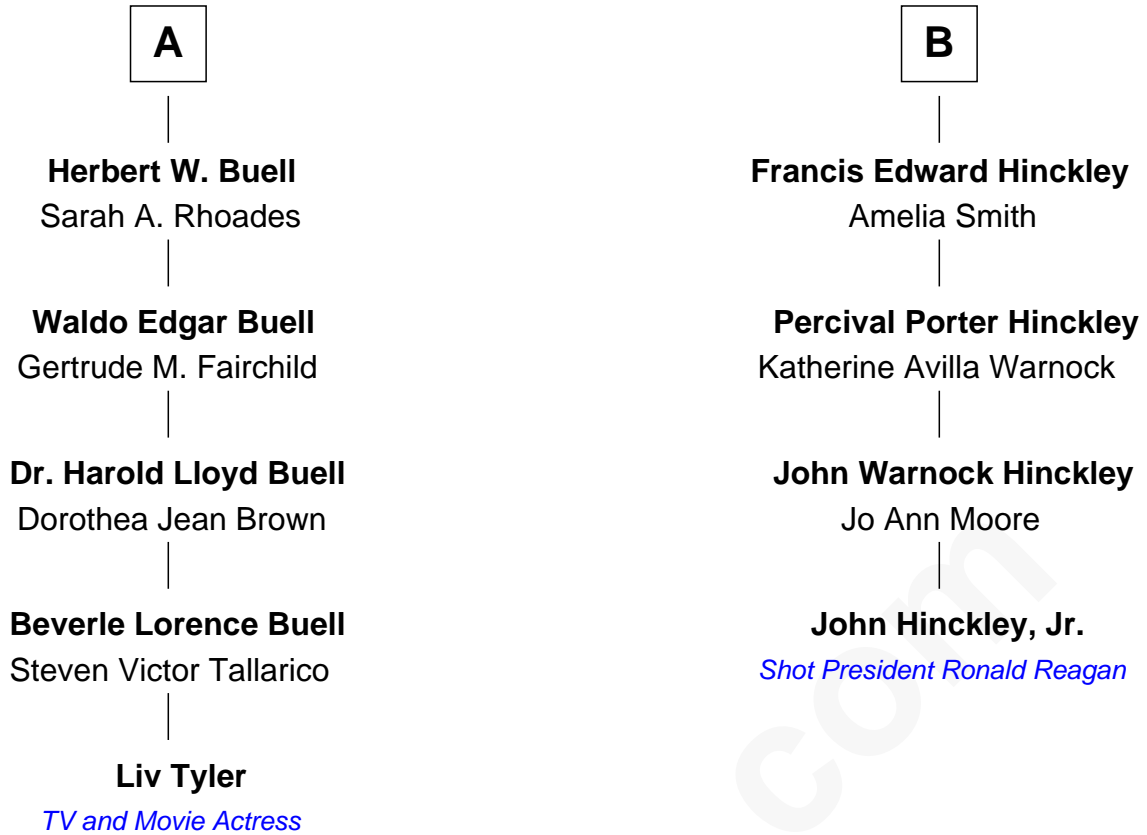 A
Herbert W. Buell
Sarah A. Rhoades
Waldo Edgar Buell
Gertrude M. Fairchild
Dr. Harold Lloyd Buell
Dorothea Jean Brown
Beverle Lorence Buell
Steven Victor Tallarico
Liv Tyler
TV and Movie Actress
B
Francis Edward Hinckley
Amelia Smith
Percival Porter Hinckley
Katherine Avilla Warnock
John Warnock Hinckley
Jo Ann Moore
John Hinckley, Jr.
Shot President Ronald Reagan
com